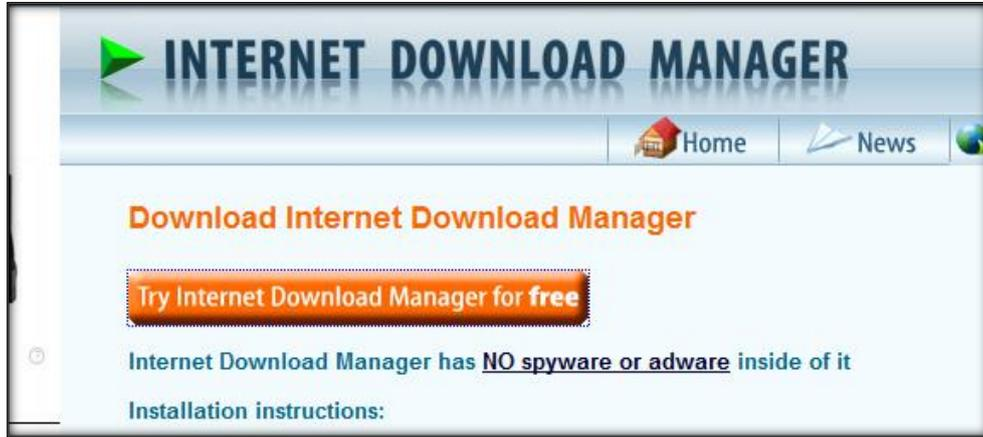 INTERNET DOWNLOAD MANAGER
Home News
Download Internet Download Manager
Try Internet Download Manager for free
Internet Download Manager has NO spyware or adware inside of it
Installation instructions: